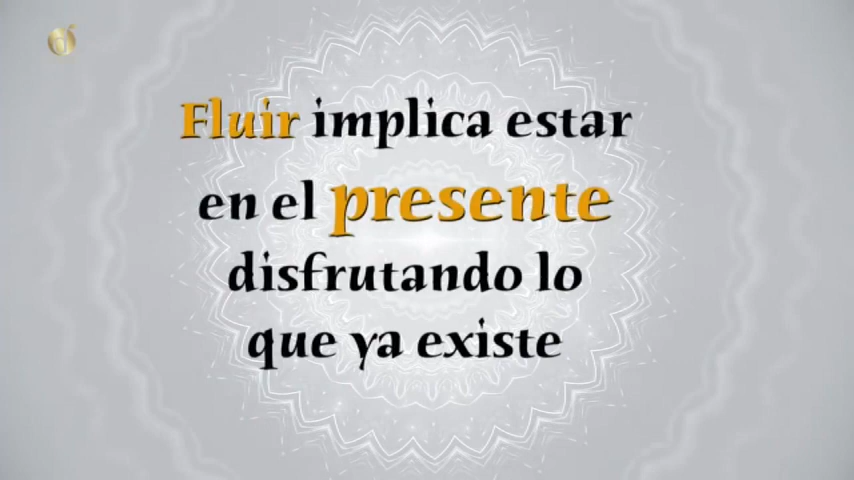 Fluir implica estar
en el presente
disfrutando lo
que ya existe